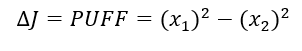 ΔJ = PUFF = (x₁)² − (x₂)²